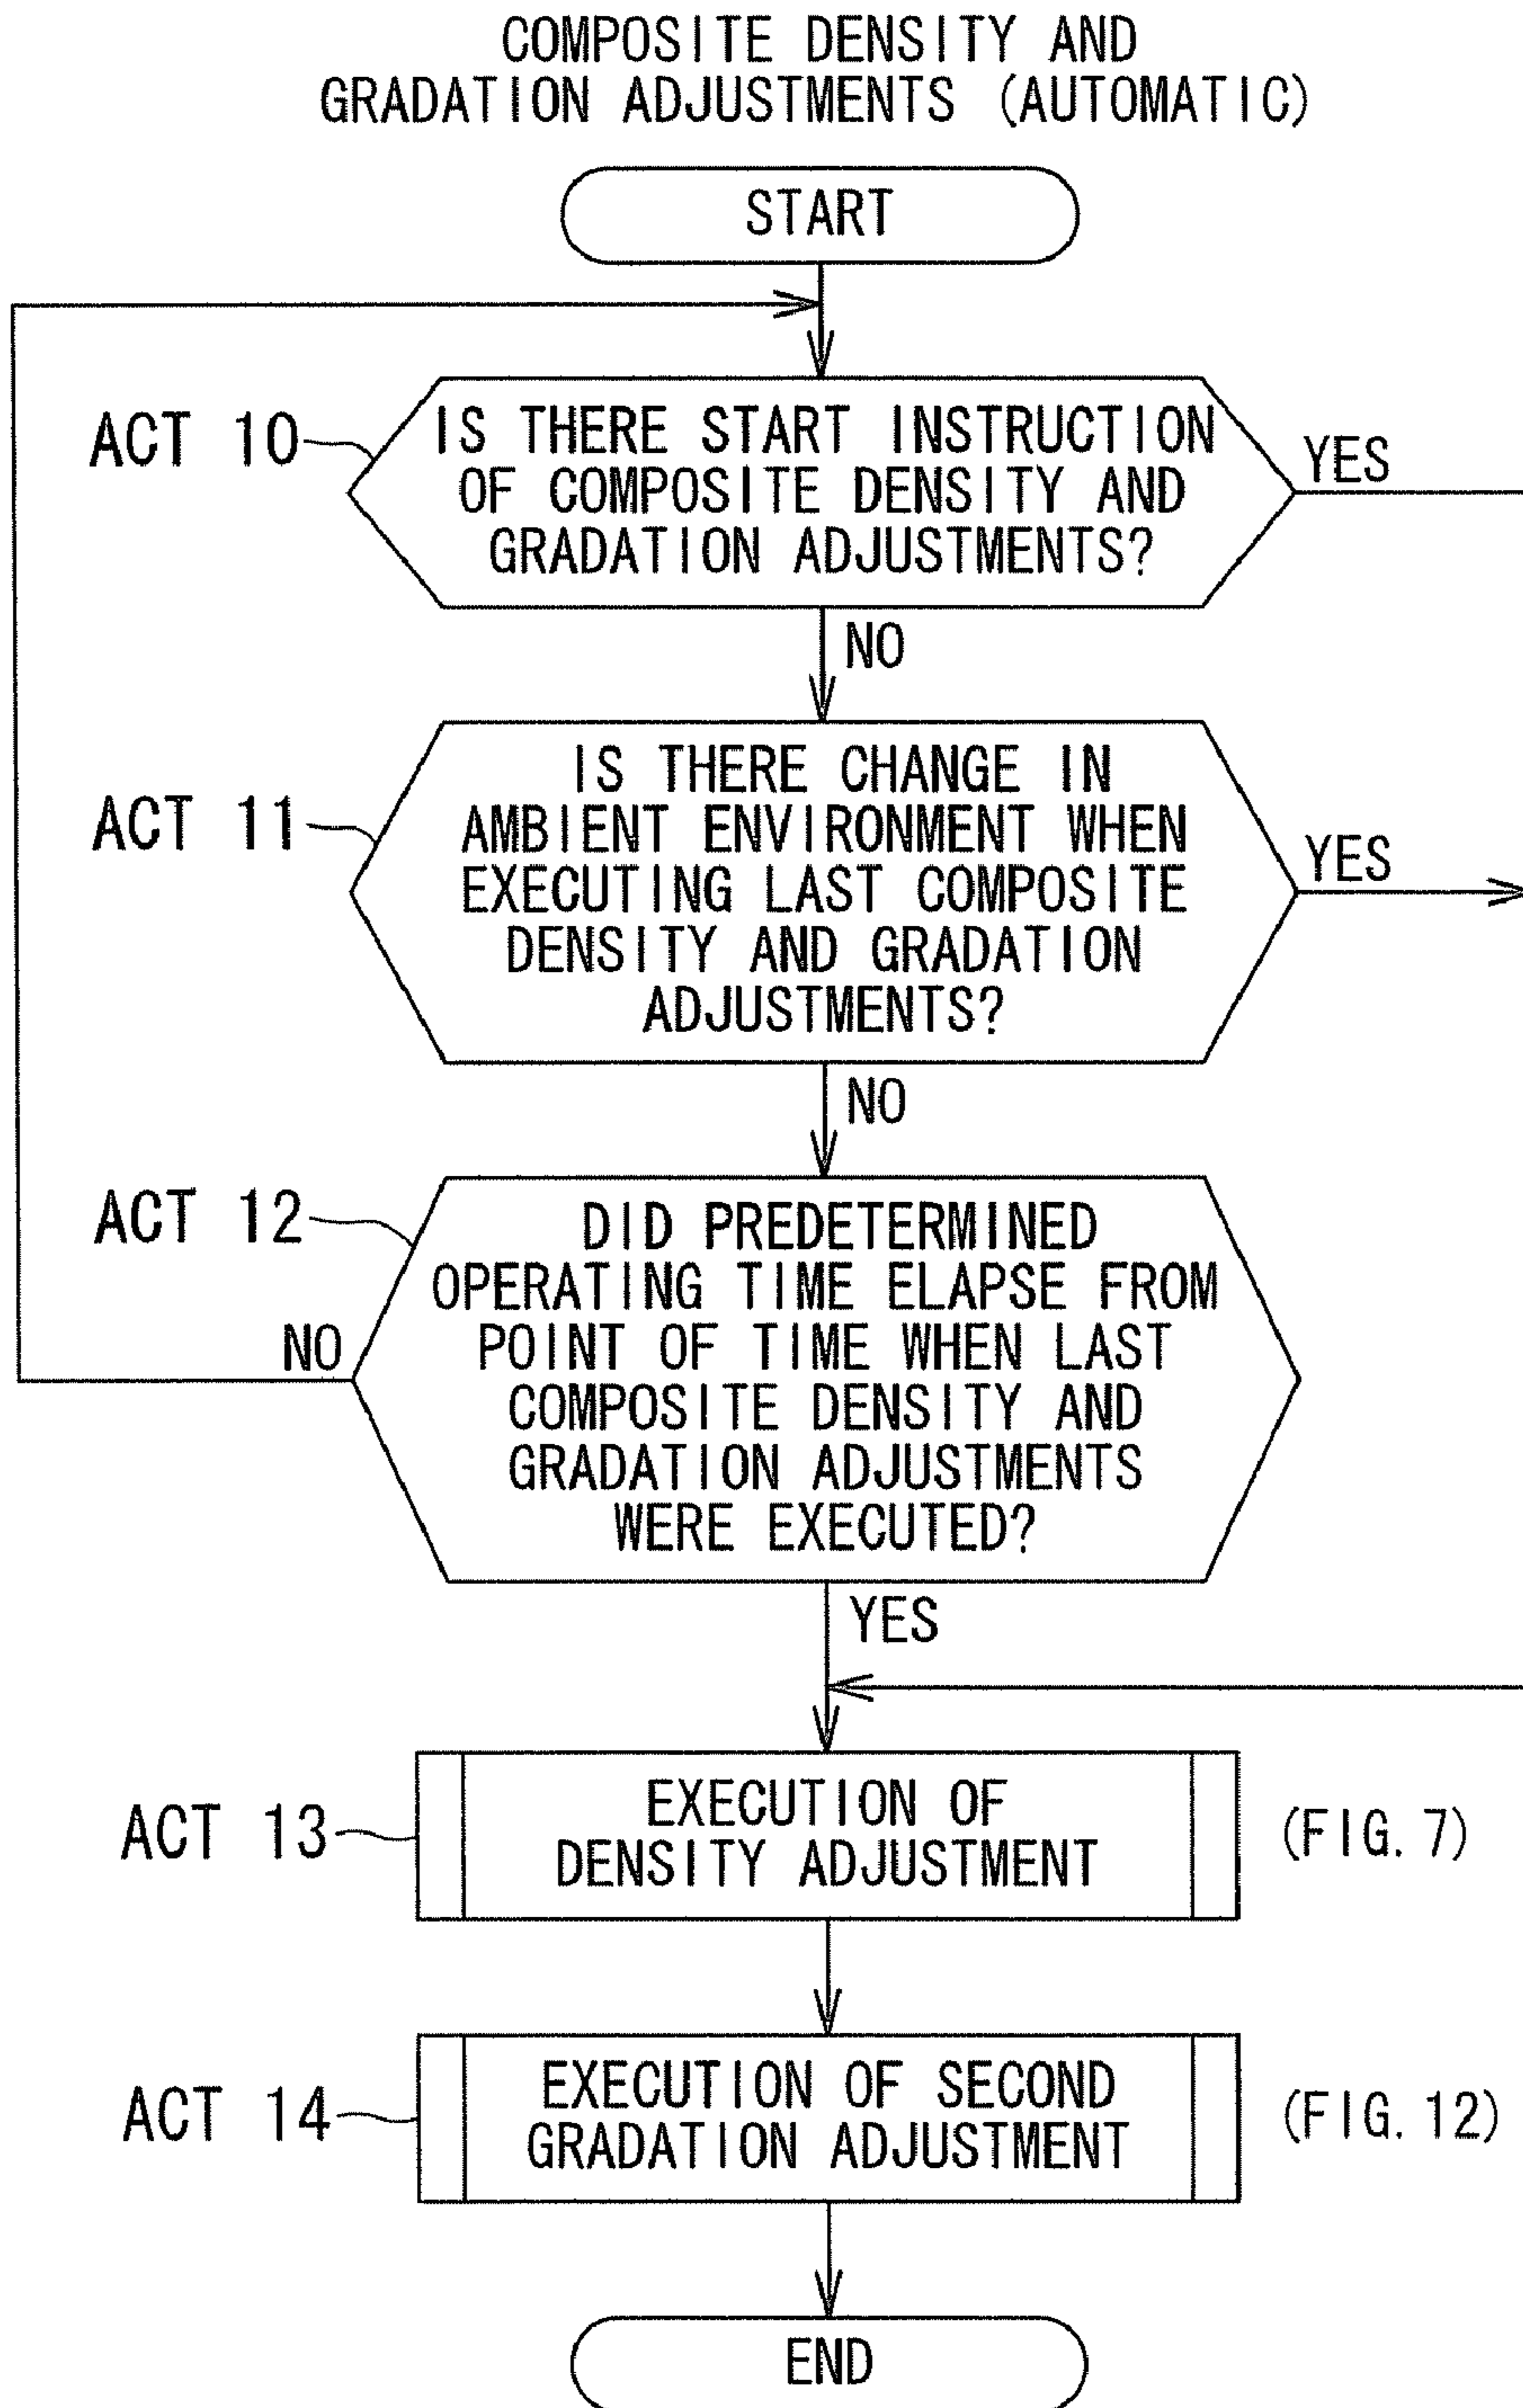 COMPOSITE DENSITY AND
GRADATION ADJUSTMENTS (AUTOMATIC)
START
ACT 10
IS THERE START INSTRUCTION
OF COMPOSITE DENSITY AND
GRADATION ADJUSTMENTS?
YES
NO
ACT 11
IS THERE CHANGE IN
AMBIENT ENVIRONMENT WHEN
EXECUTING LAST COMPOSITE
DENSITY AND GRADATION
ADJUSTMENTS?
YES
NO
ACT 12
DID PREDETERMINED
OPERATING TIME ELAPSE FROM
POINT OF TIME WHEN LAST
COMPOSITE DENSITY AND
GRADATION ADJUSTMENTS
WERE EXECUTED?
NO
YES
ACT 13
EXECUTION OF
DENSITY ADJUSTMENT
(FIG. 7)
ACT 14
EXECUTION OF SECOND
GRADATION ADJUSTMENT
(FIG. 12)
END